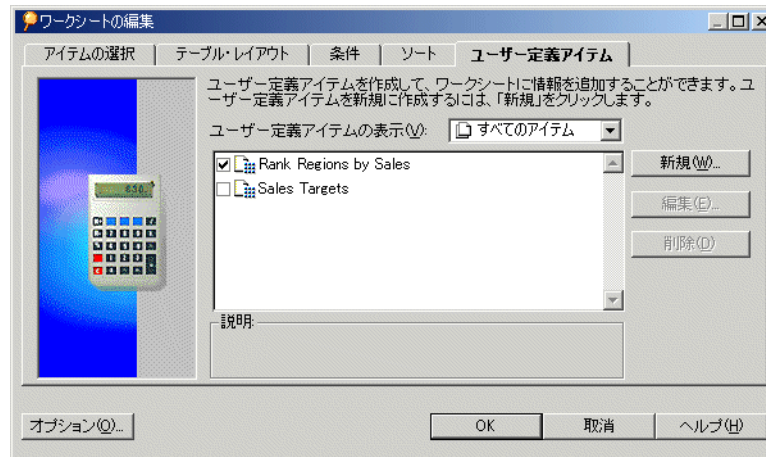 ワークシートの編集
アイテムの選択 テーブル・レイアウト 条件 ソート ユーザー定義アイテム
ユーザー定義アイテムを作成して、ワークシートに情報を追加することができます。ユ
ーザー定義アイテムを新規に作成するには、「新規」をクリックします。
ユーザー定義アイテムの表示(V): すべてのアイテム
Rank Regions by Sales
Sales Targets
新規(W)...
編集(E)...
削除(D)
説明:
オプション(O)... OK 取消 ヘルプ(H)